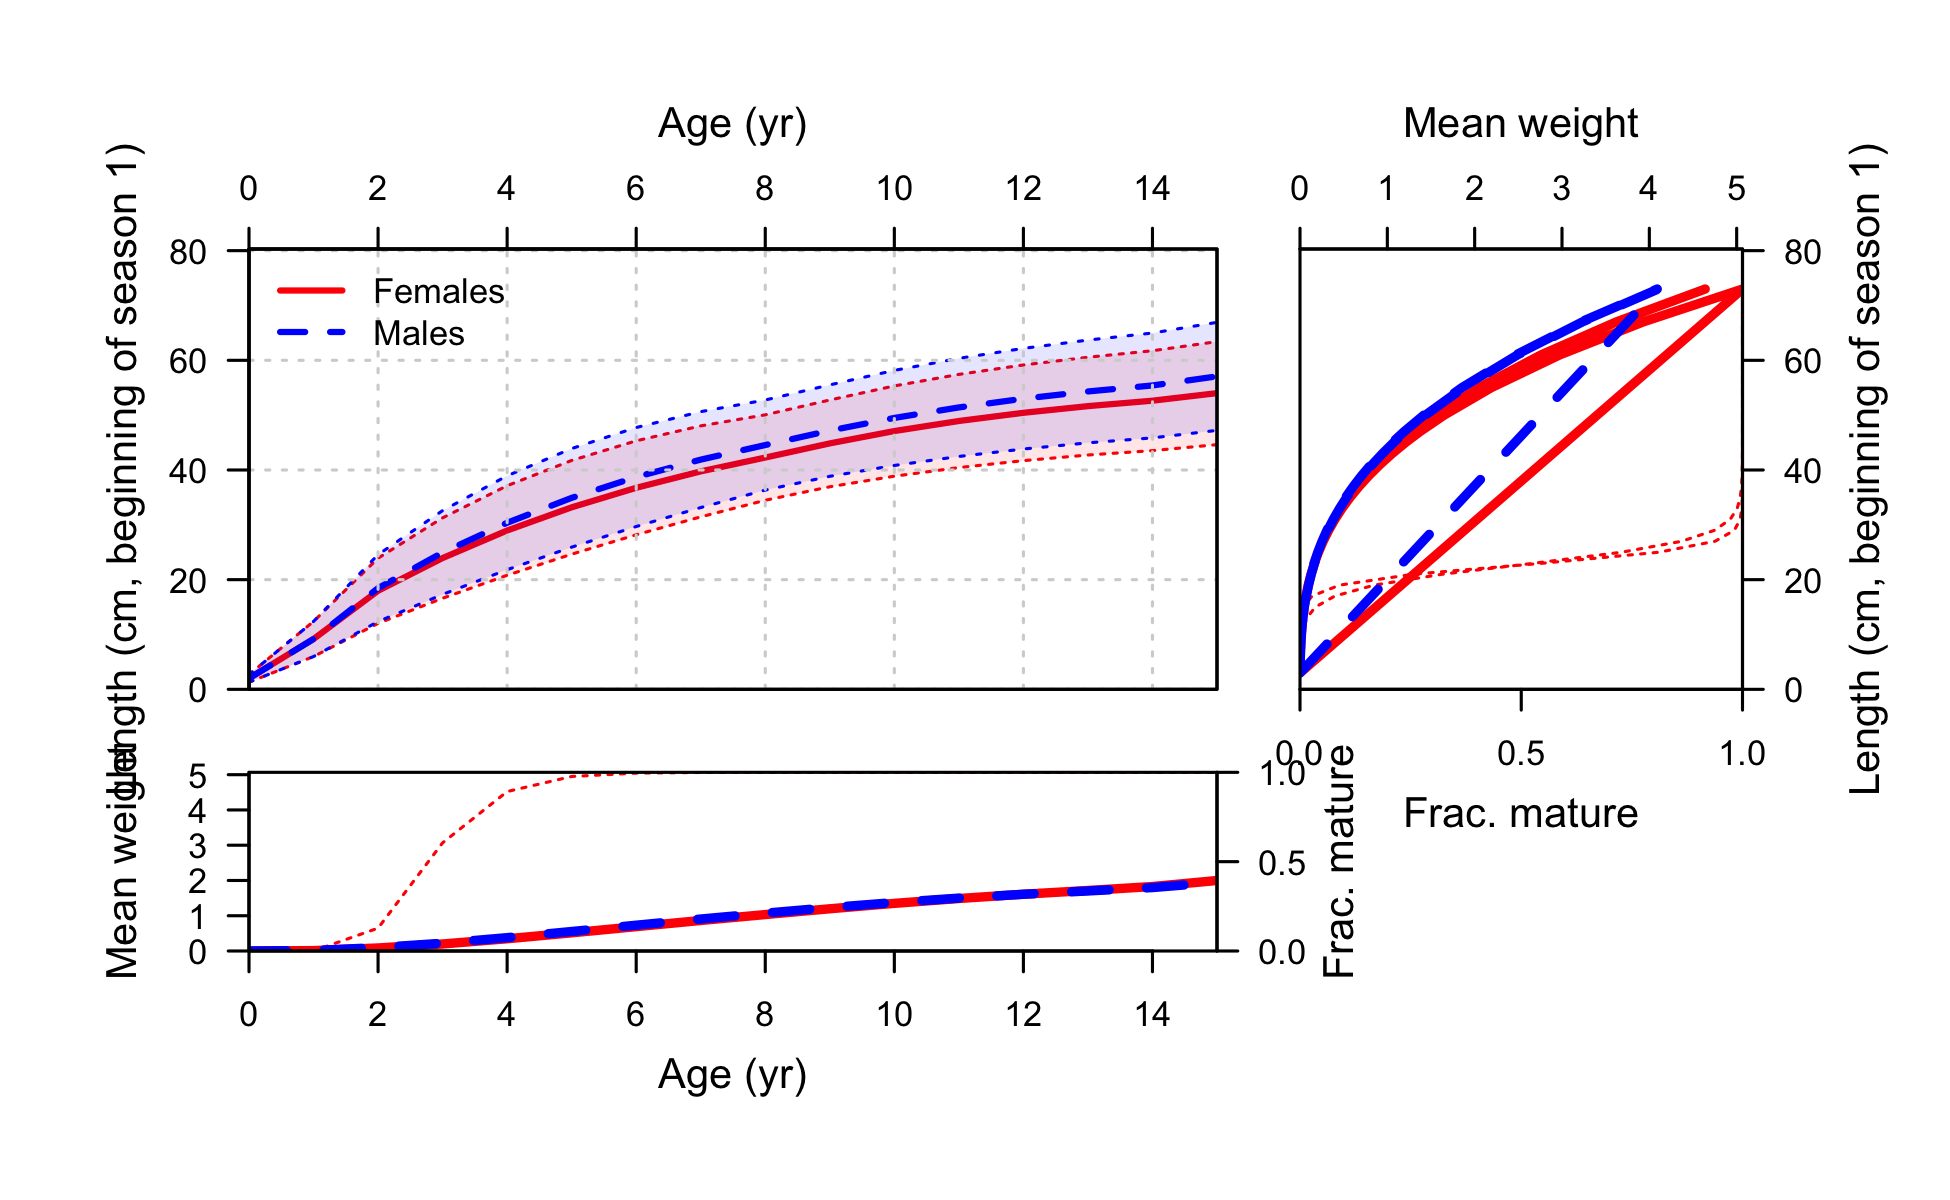 Age (yr)
0 2 4 6 8 10 12 14
Length (cm, beginning of season 1)
80
60
40
20
0
Females
Males
Mean weight
0 1 2 3 4 5
80
60
40
20
0
Length (cm, beginning of season 1)
0.0 0.5 1.0
Frac. mature
Mean weight
5
4
3
2
1
0
1.0
0.5
0.0
Frac. mature
0 2 4 6 8 10 12 14
Age (yr)